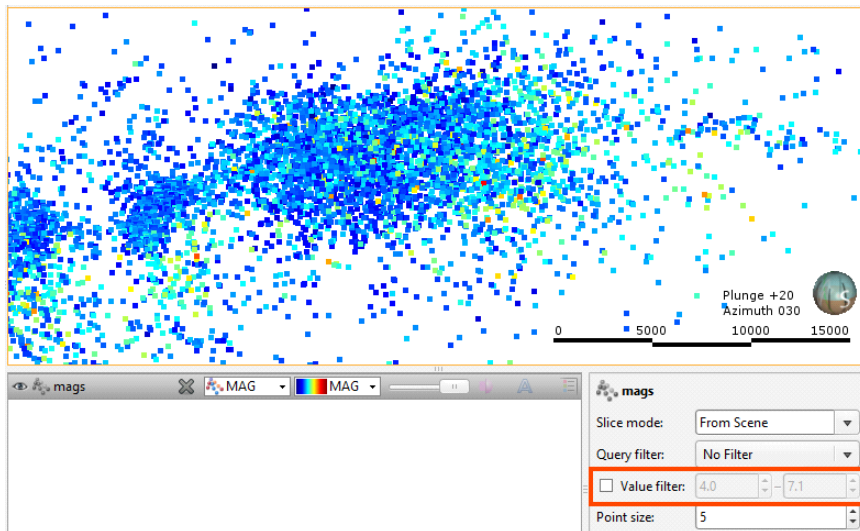 Plunge +20
Azimuth 030
S
0 5000 10000 15000
mags MAG MAG A
mags
Slice mode: From Scene
Query filter: No Filter
Value filter: 4.0 – 7.1
Point size: 5